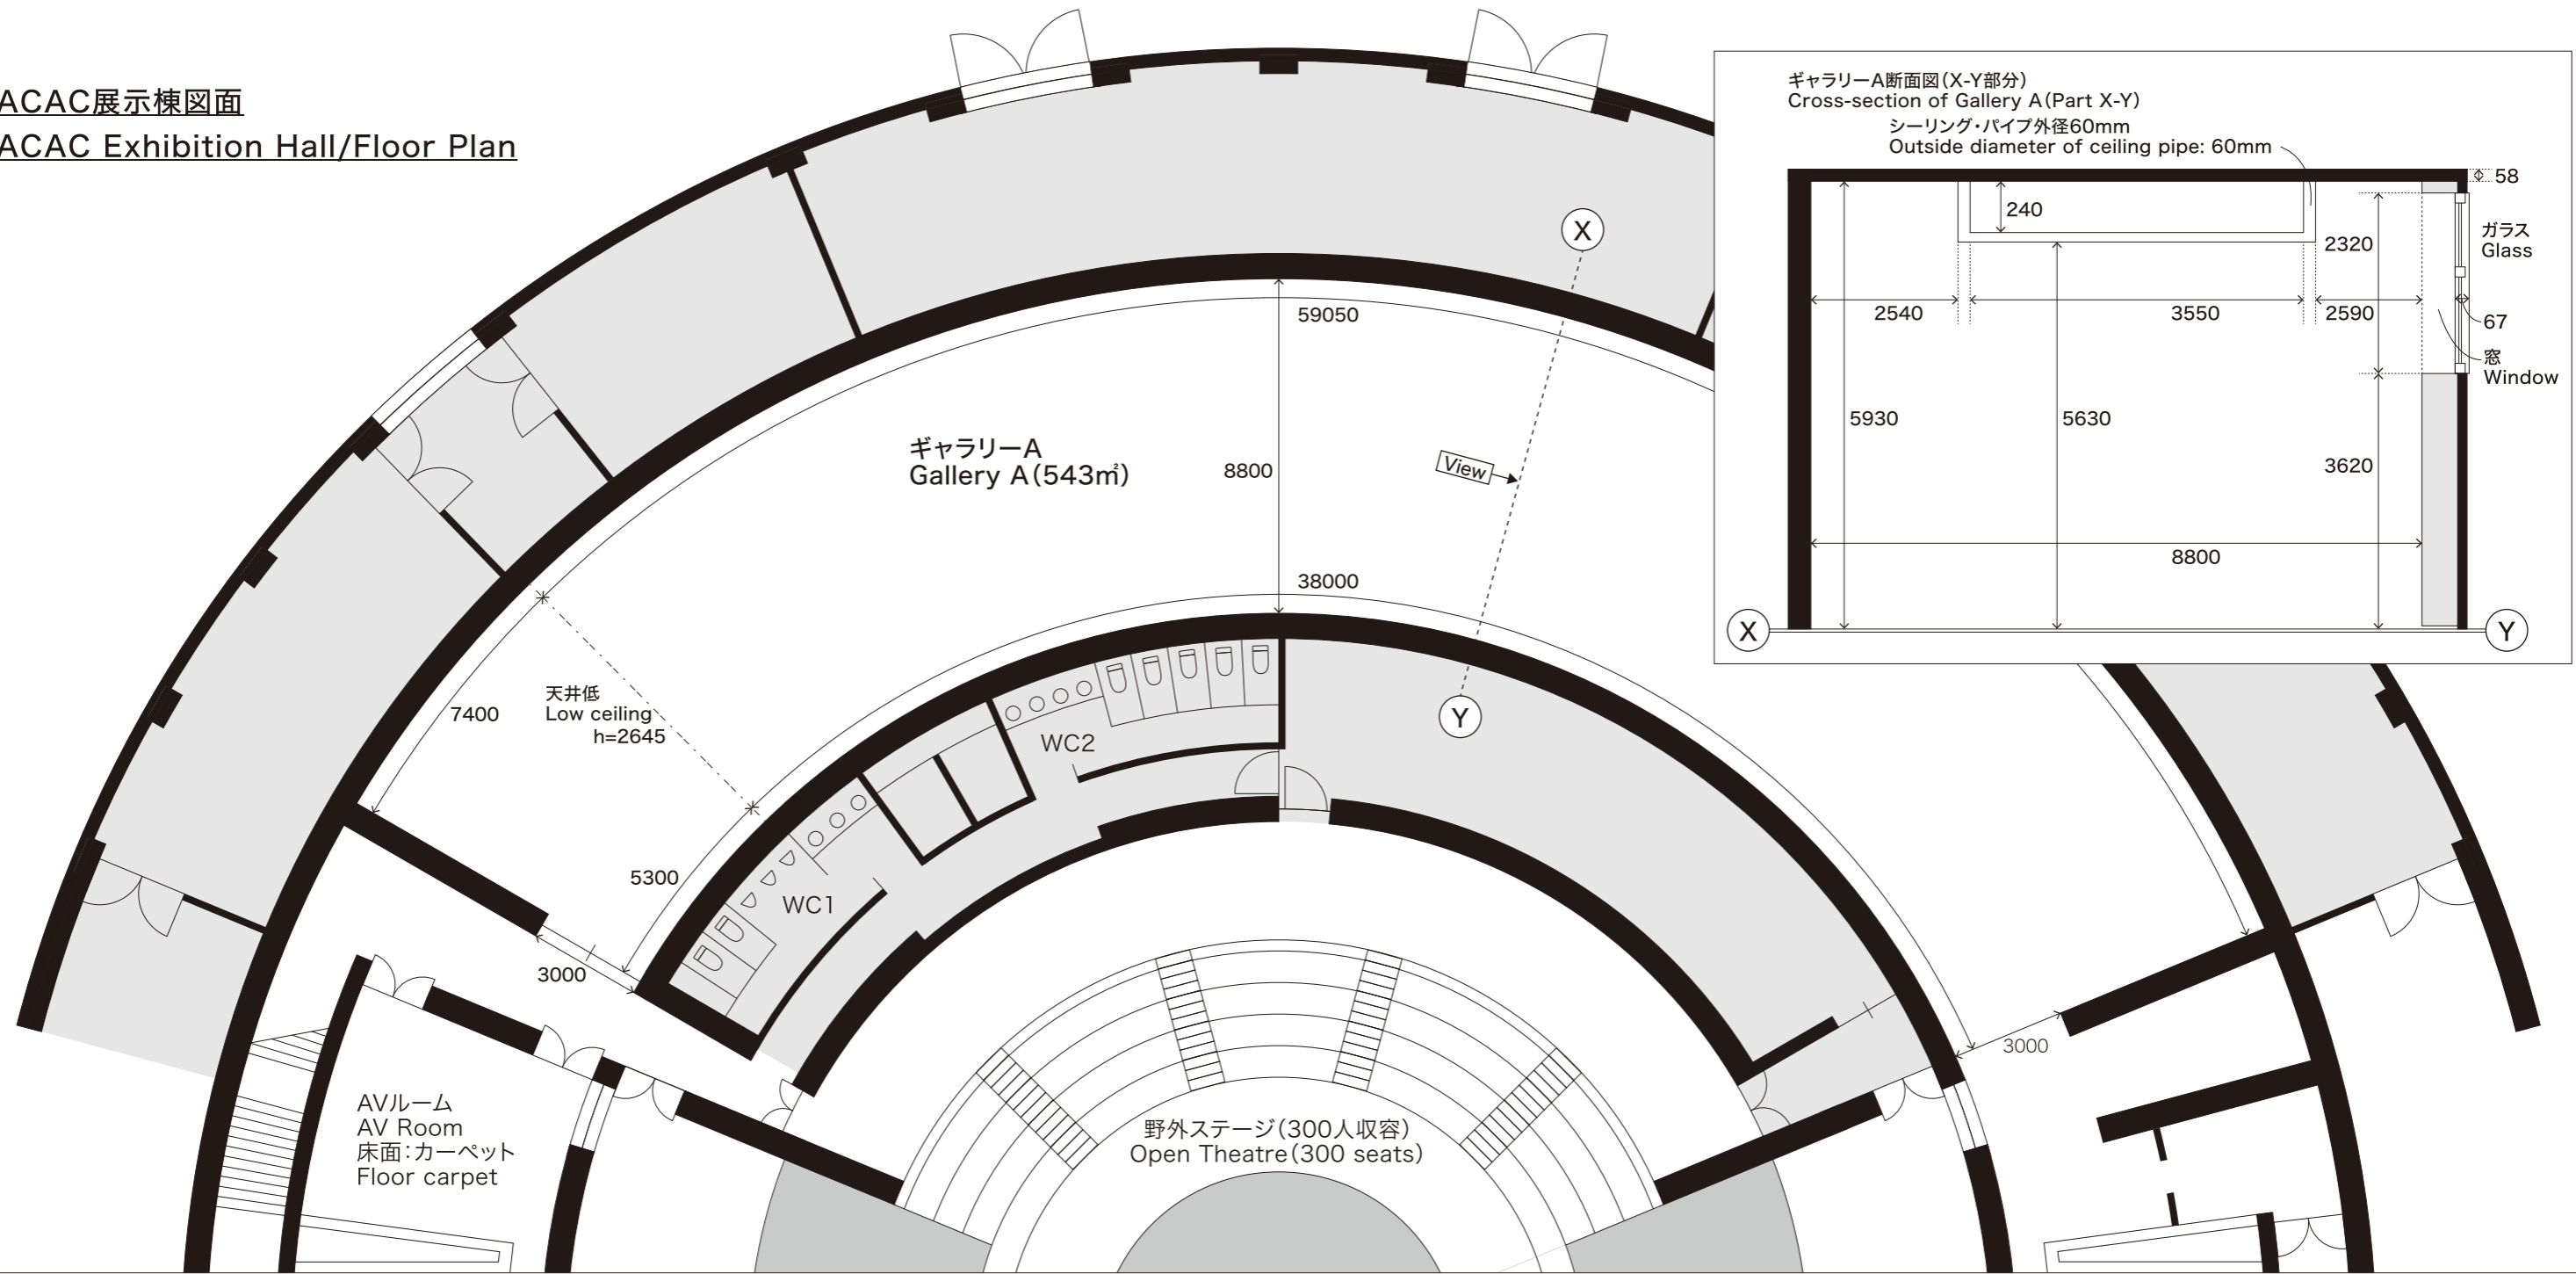 ACAC展示棟図面
ACAC Exhibition Hall/Floor Plan
ギャラリーA断面図(X-Y部分)
Cross-section of Gallery A(Part X-Y)
シーリング・パイプ外径60mm
Outside diameter of ceiling pipe: 60mm
58
240
2320
ガラス
Glass
2540
3550
2590
67
窓
Window
5930
5630
3620
8800
X
Y
X
59050
ギャラリーA
Gallery A(543㎡)
8800
View
38000
天井低
Low ceiling
h=2645
7400
Y
WC2
5300
WC1
3000
3000
AVルーム
AV Room
床面:カーペット
Floor carpet
野外ステージ(300人収容)
Open Theatre(300 seats)